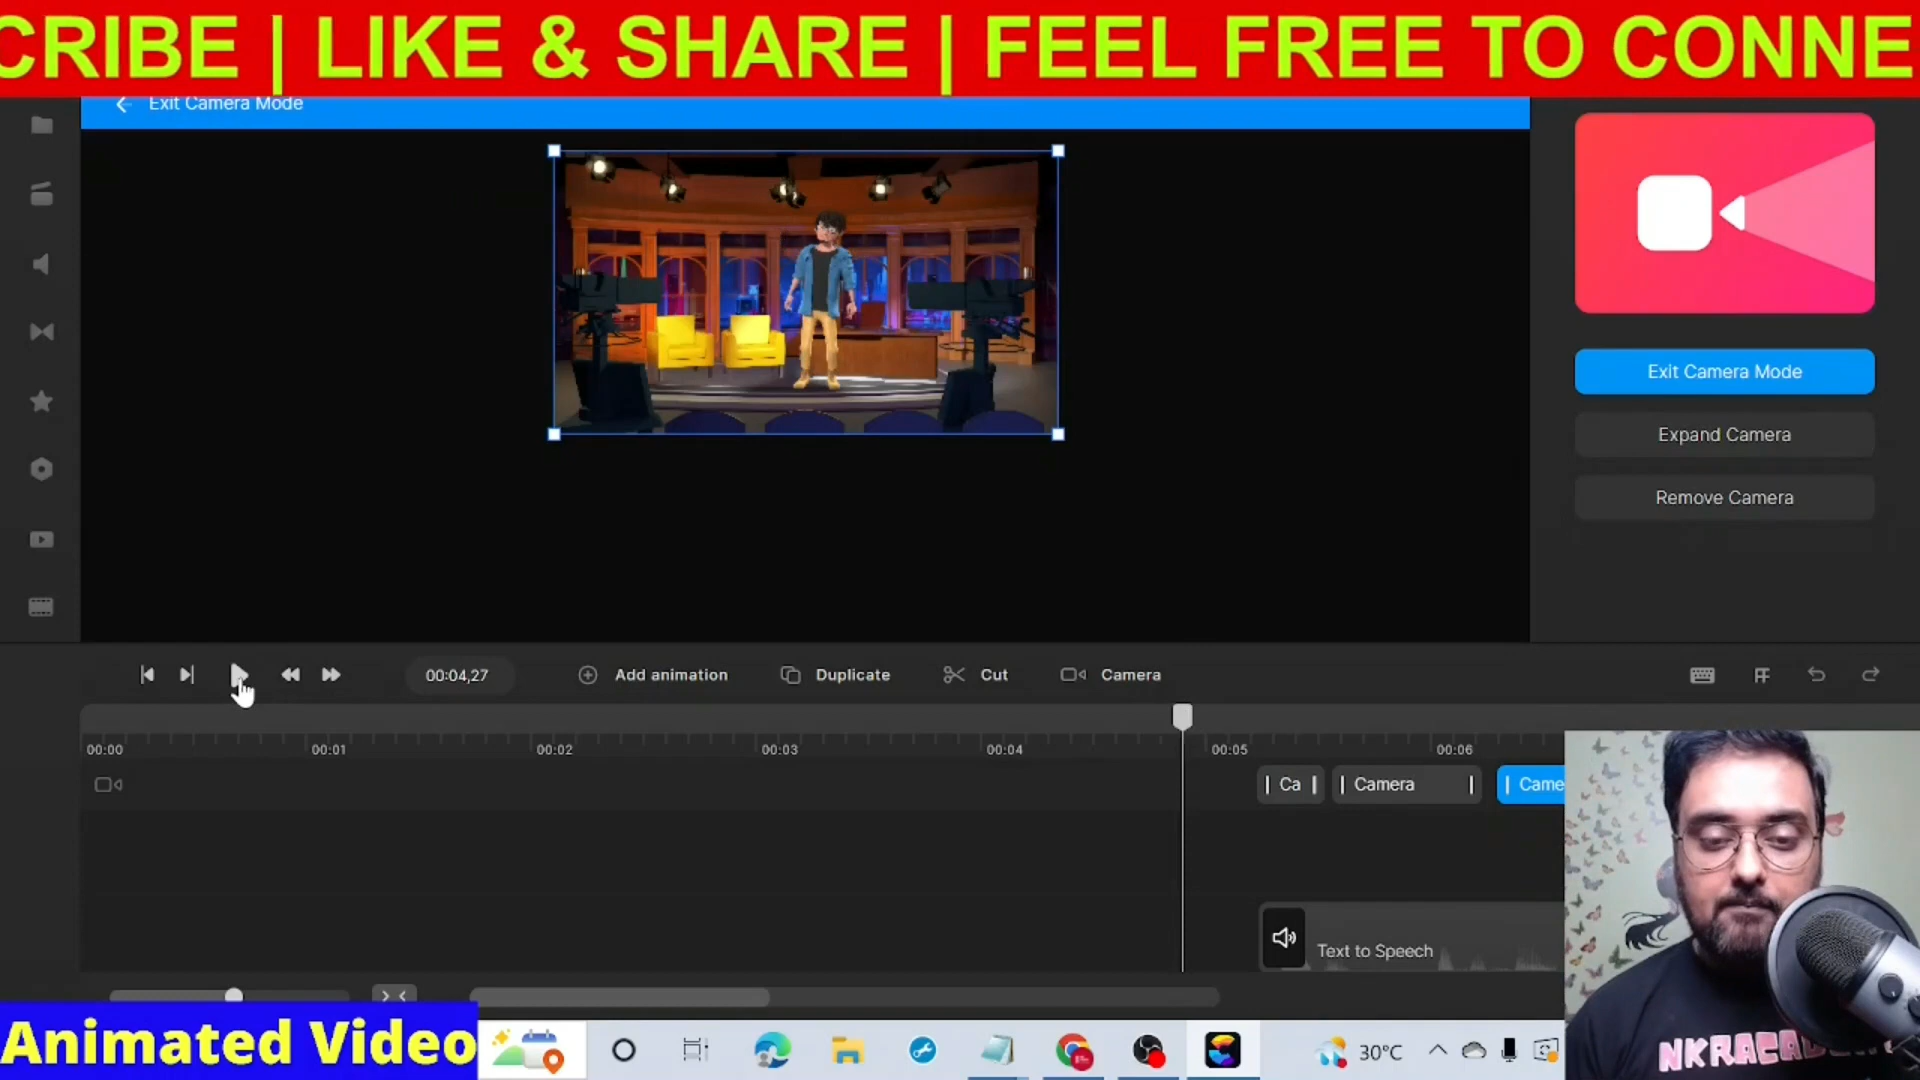 CRIBE | LIKE & SHARE | FEEL FREE TO CONNE
Exit Camera Mode
Exit Camera Mode
Expand Camera
Remove Camera
00:04,27
Add animation
Duplicate
Cut
Camera
00:00
00:01
00:02
00:03
00:04
00:05
00:06
Ca
Camera
Came
Text to Speech
Animated Video
30°C